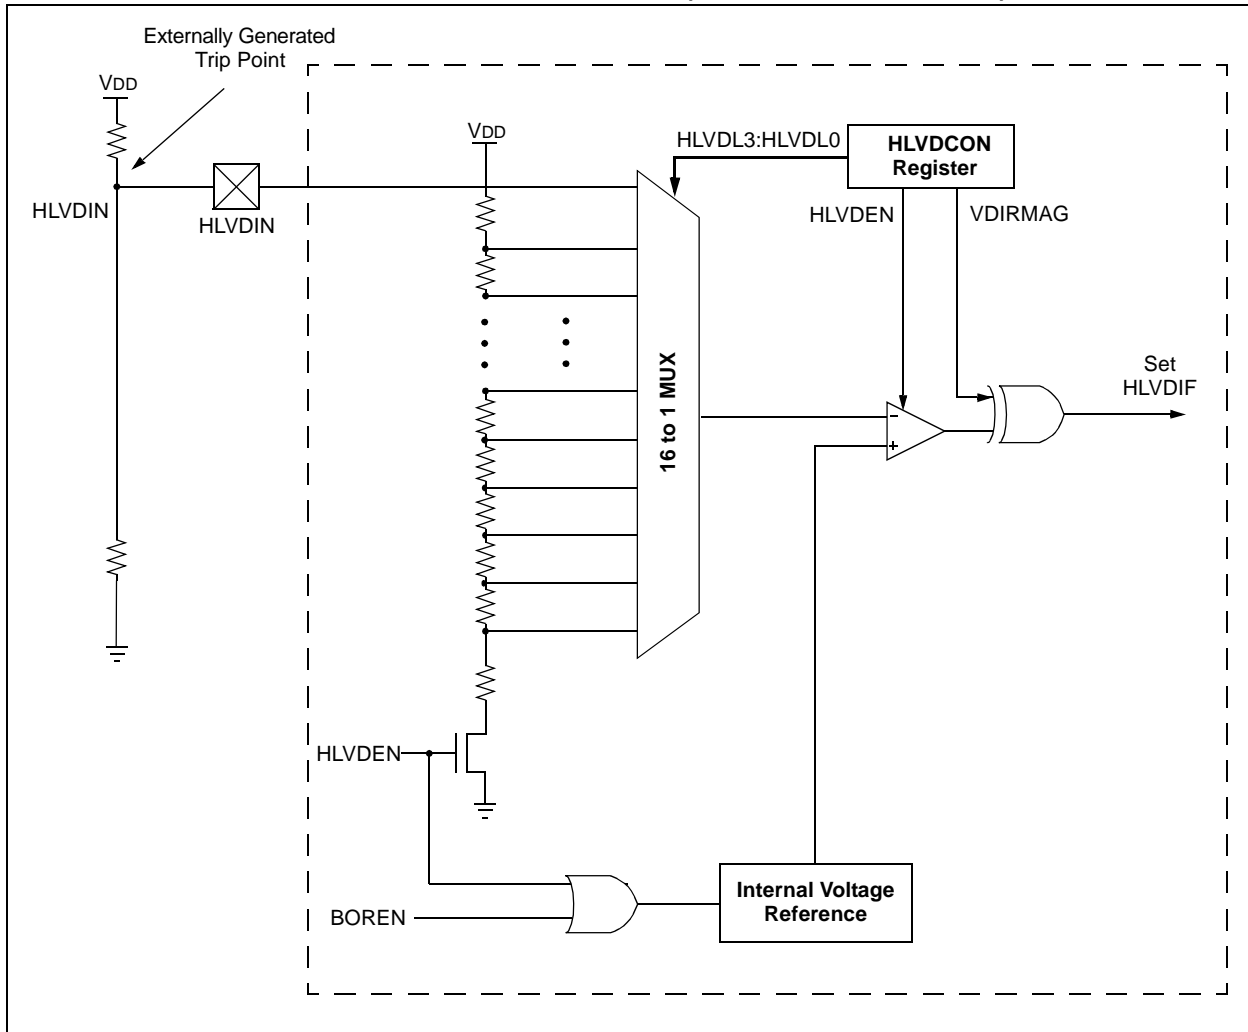 Externally Generated
Trip Point
VDD
VDD
HLVDL3:HLVDL0
HLVDCON
Register
HLVDIN
HLVDIN
HLVDEN
VDIRMAG
16 to 1 MUX
-
+
Set
HLVDIF
HLVDEN
BOREN
Internal Voltage
Reference